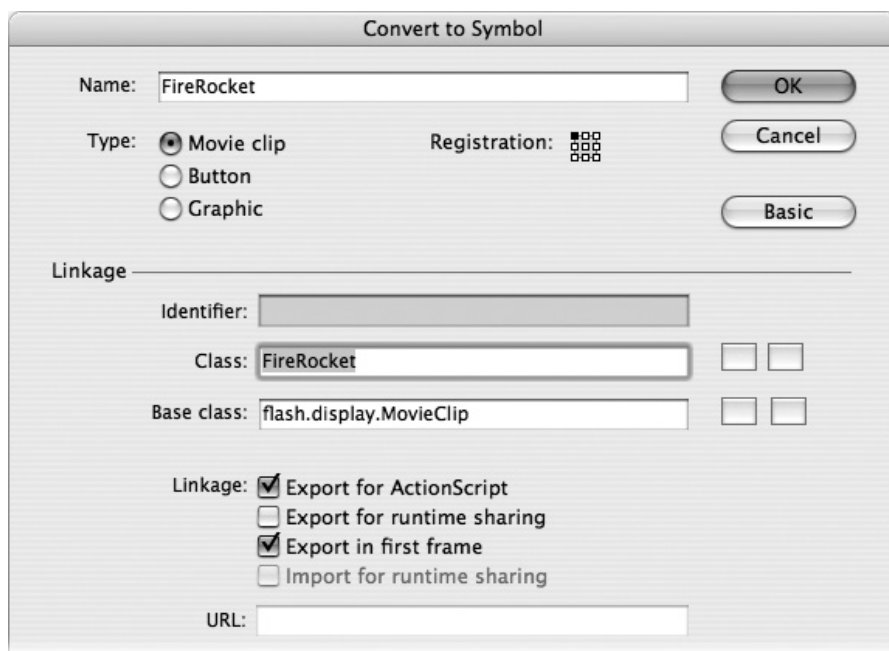 Convert to Symbol
Name: FireRocket
OK
Type: Movie clip
Registration:
Cancel
Button
Graphic
Basic
Linkage
Identifier:
Class: FireRocket
Base class: flash.display.MovieClip
Linkage: Export for ActionScript
Export for runtime sharing
Export in first frame
Import for runtime sharing
URL: